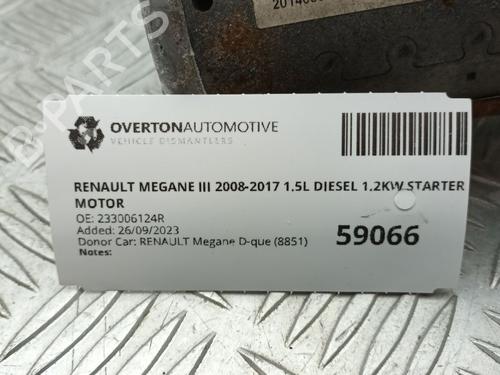 OVERTONAUTOMOTIVE
VEHICLE DISMANTLERS
RENAULT MEGANE III 2008-2017 1.5L DIESEL 1.2KW STARTER
MOTOR
OE: 233006124R
Added: 26/09/2023
Donor Car: RENAULT Megane D-que (8851)
Notes:
59066
B-PARTS